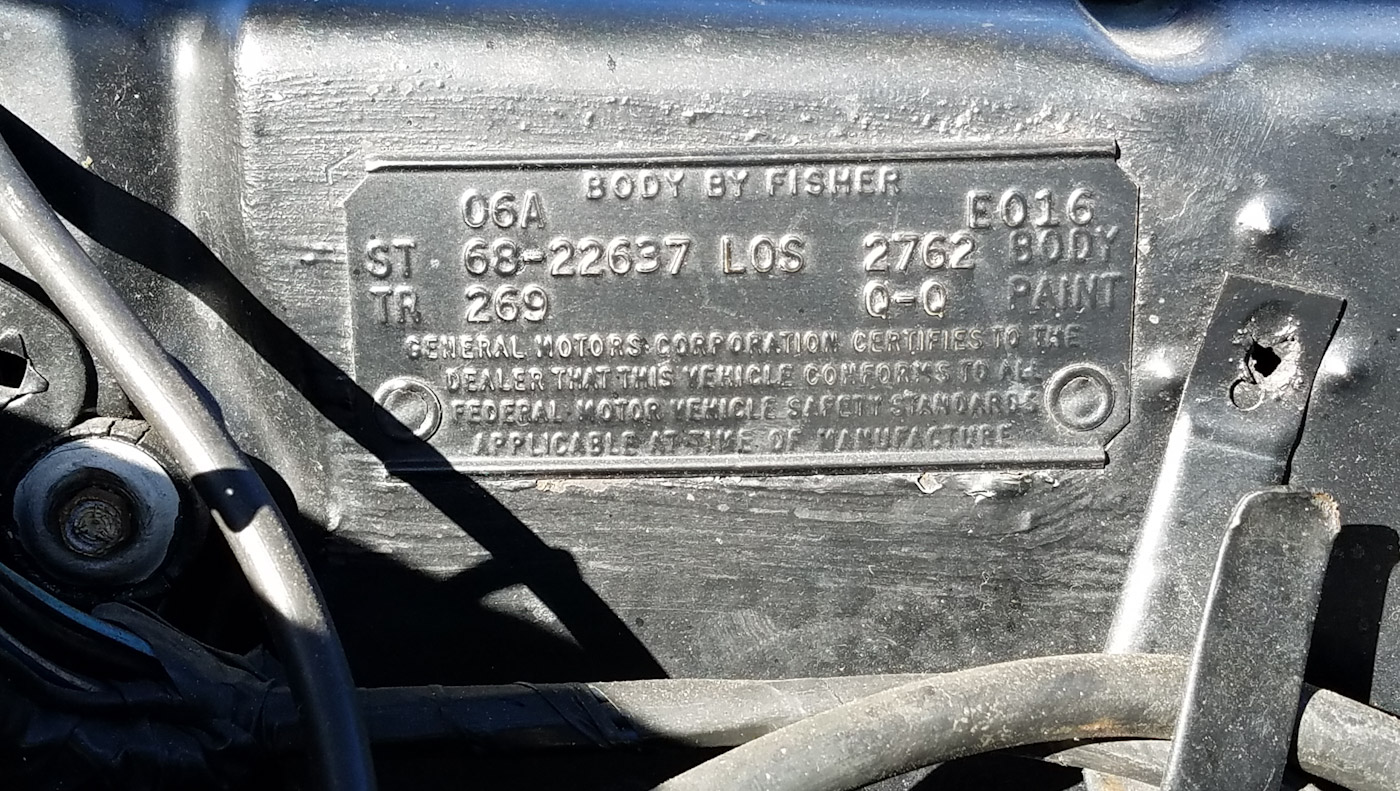 BODY BY FISHER
06A E016
ST 68-22637 LOS 2762 BODY
TR 269 Q-Q PAINT
GENERAL MOTORS CORPORATION CERTIFIES TO THE
DEALER THAT THIS VEHICLE CONFORMS TO ALL
FEDERAL MOTOR VEHICLE SAFETY STANDARDS
APPLICABLE AT TIME OF MANUFACTURE